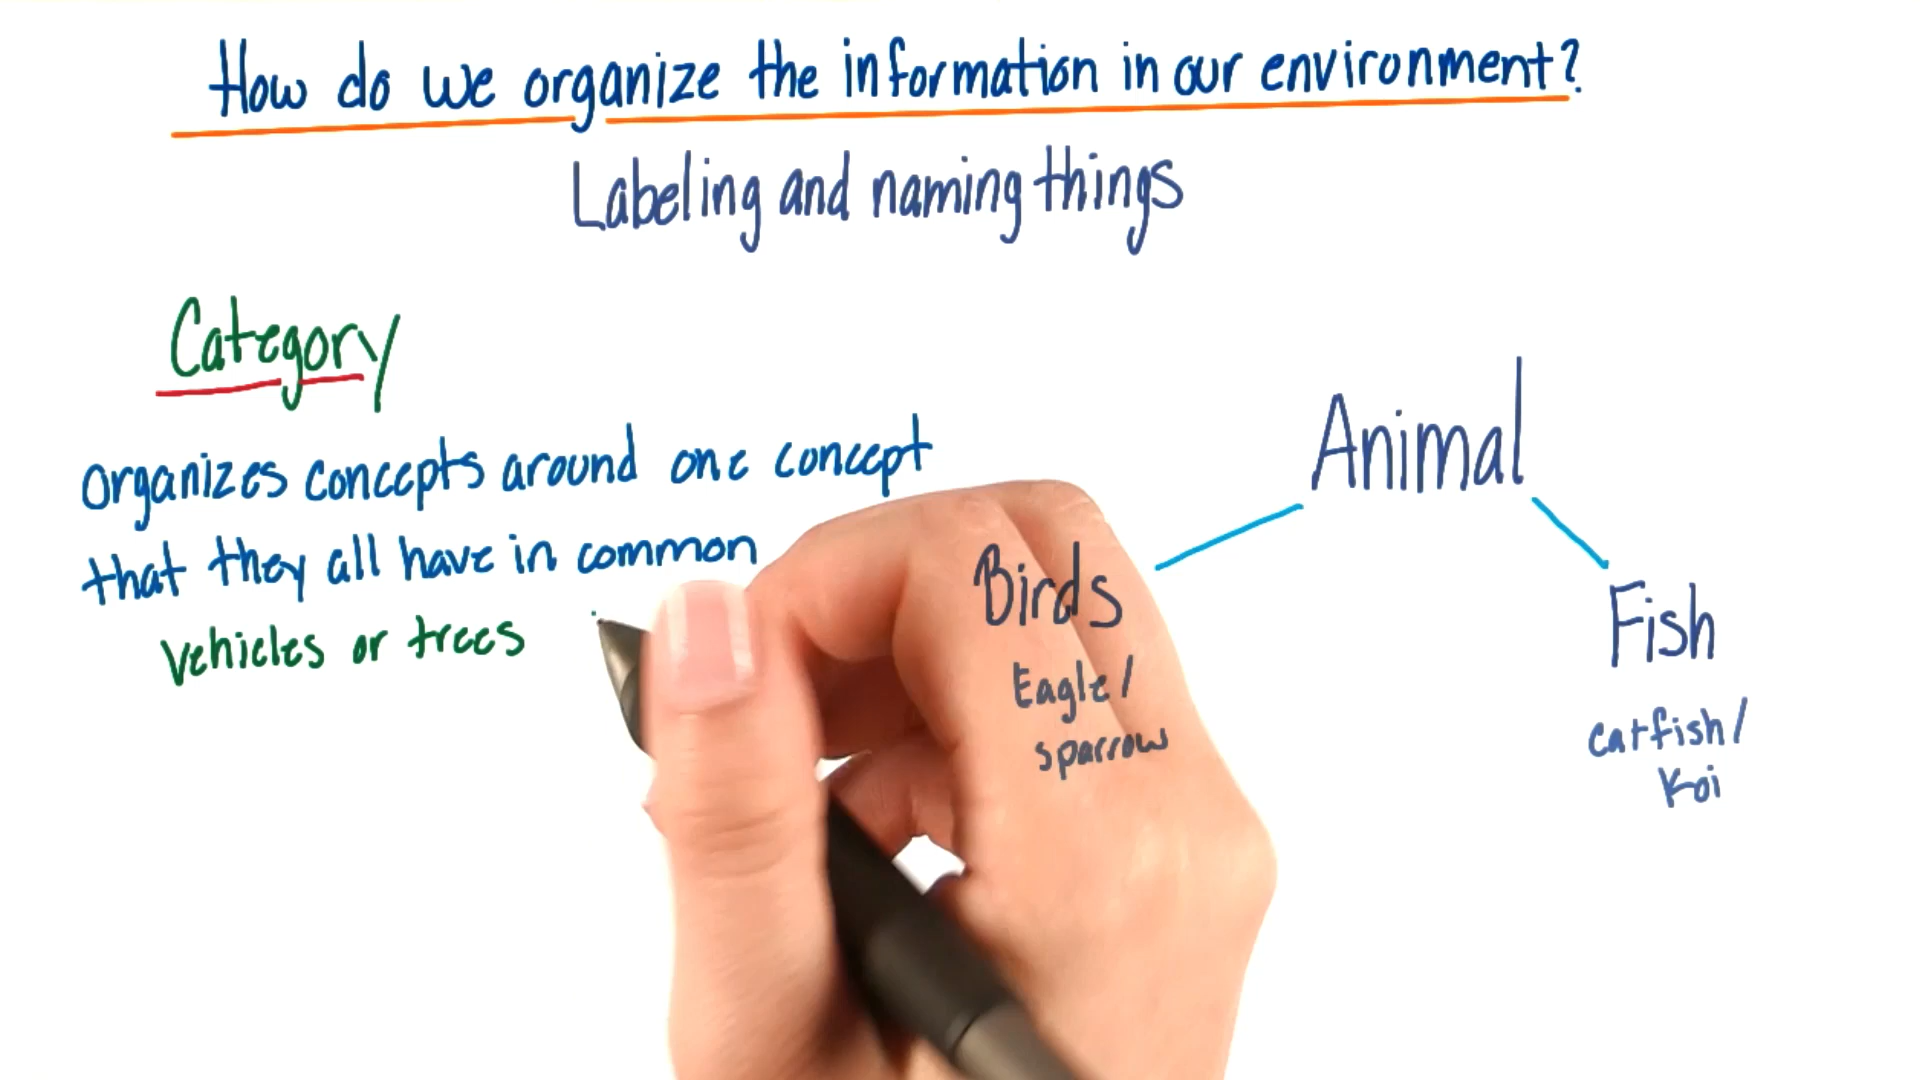 How do we organize the information in our environment?
Labeling and naming things
Category
organizes concepts around one concept
that they all have in common
vehicles or trees
Animal
Birds
Eagle/
sparrow
Fish
catfish/
Koi